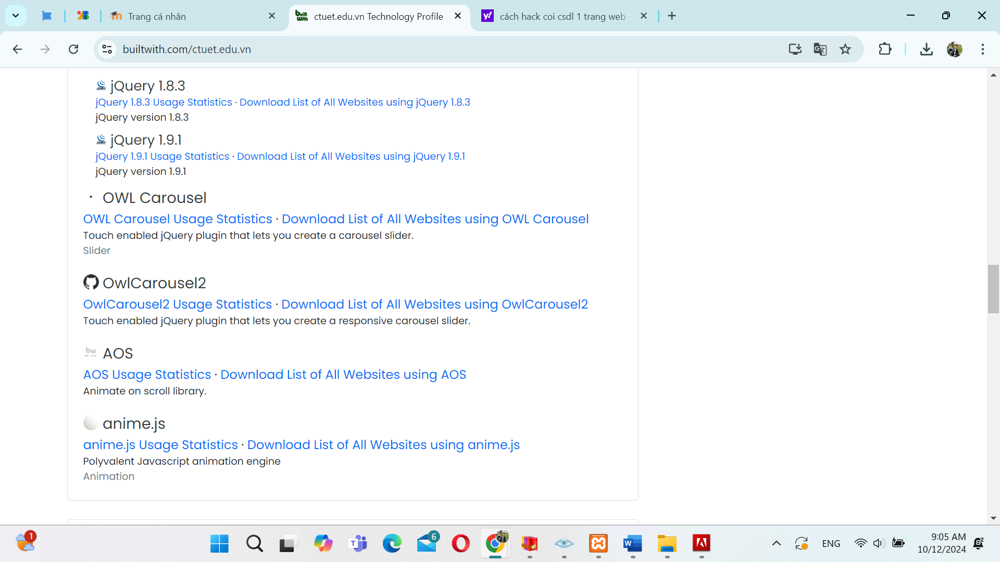 Trang cá nhân
built
With
ctuet.edu.vn Technology Profile
y!
cách hack coi csdl 1 trang web
builtwith.com/ctuet.edu.vn
jQuery 1.8.3
jQuery 1.8.3 Usage Statistics · Download List of All Websites using jQuery 1.8.3
jQuery version 1.8.3
jQuery 1.9.1
jQuery 1.9.1 Usage Statistics · Download List of All Websites using jQuery 1.9.1
jQuery version 1.9.1
OWL Carousel
OWL Carousel Usage Statistics · Download List of All Websites using OWL Carousel
Touch enabled jQuery plugin that lets you create a carousel slider.
Slider
OwlCarousel2
OwlCarousel2 Usage Statistics · Download List of All Websites using OwlCarousel2
Touch enabled jQuery plugin that lets you create a responsive carousel slider.
bw
NO LOGO
AOS
AOS Usage Statistics · Download List of All Websites using AOS
Animate on scroll library.
anime.js
anime.js Usage Statistics · Download List of All Websites using anime.js
Polyvalent Javascript animation engine
Animation
1
6
ENG
9:05 AM
10/12/2024